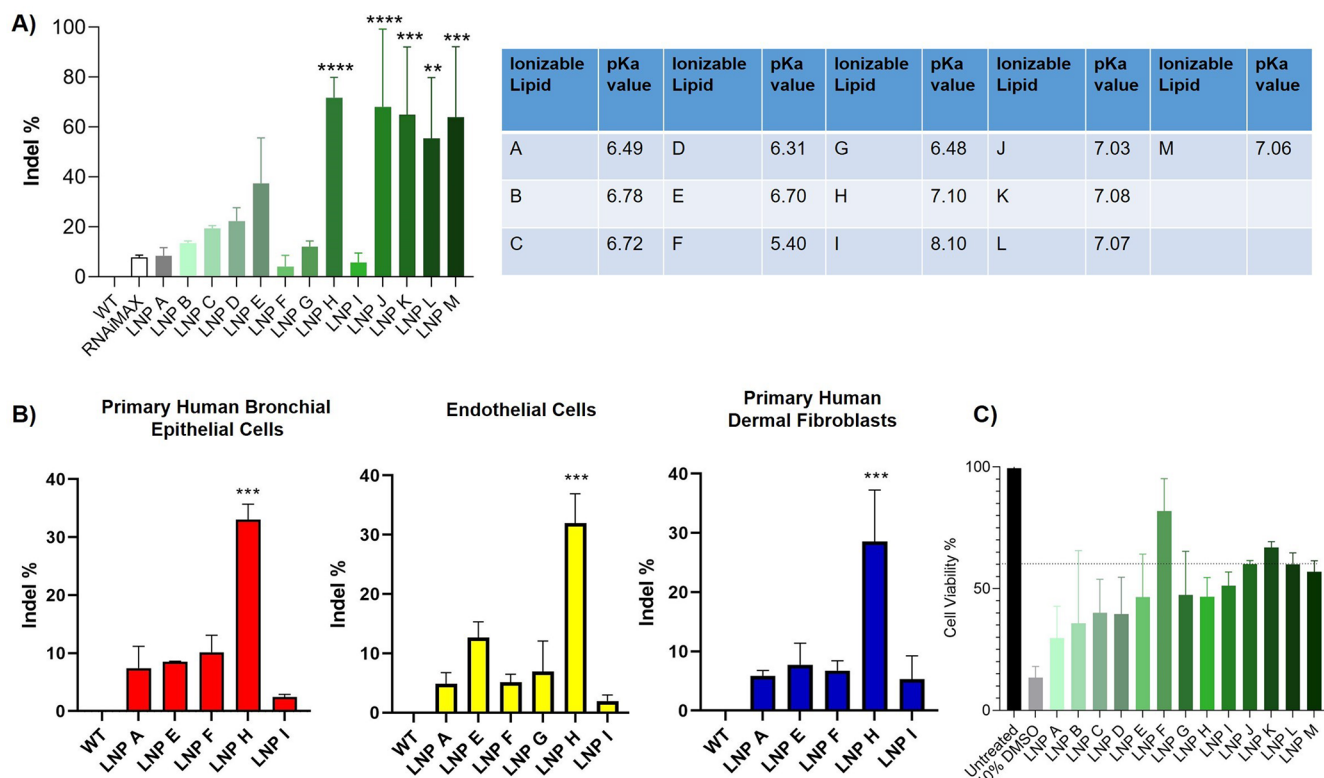 A)
100
80
60
40
20
0
Indel %
****
****
***
**
***
WT
RNAiMAX
LNP A
LNP B
LNP C
LNP D
LNP E
LNP F
LNP G
LNP H
LNP I
LNP J
LNP K
LNP L
LNP M
Ionizable Lipid pKa value Ionizable Lipid pKa value Ionizable Lipid pKa value Ionizable Lipid pKa value Ionizable Lipid pKa value
A 6.49 D 6.31 G 6.48 J 7.03 M 7.06
B 6.78 E 6.70 H 7.10 K 7.08
C 6.72 F 5.40 I 8.10 L 7.07
B)
Primary Human Bronchial
Epithelial Cells
40
30
20
10
0
Indel %
***
WT
LNP A
LNP E
LNP F
LNP H
LNP I
Endothelial Cells
40
30
20
10
0
Indel %
***
WT
LNP A
LNP E
LNP F
LNP G
LNP H
LNP I
Primary Human
Dermal Fibroblasts
40
30
20
10
0
Indel %
***
WT
LNP A
LNP E
LNP F
LNP H
LNP I
C)
100
50
0
Cell Viability %
Untreated
0% DMSO
LNP A
LNP B
LNP C
LNP D
LNP E
LNP F
LNP G
LNP H
LNP I
LNP J
LNP K
LNP L
LNP M